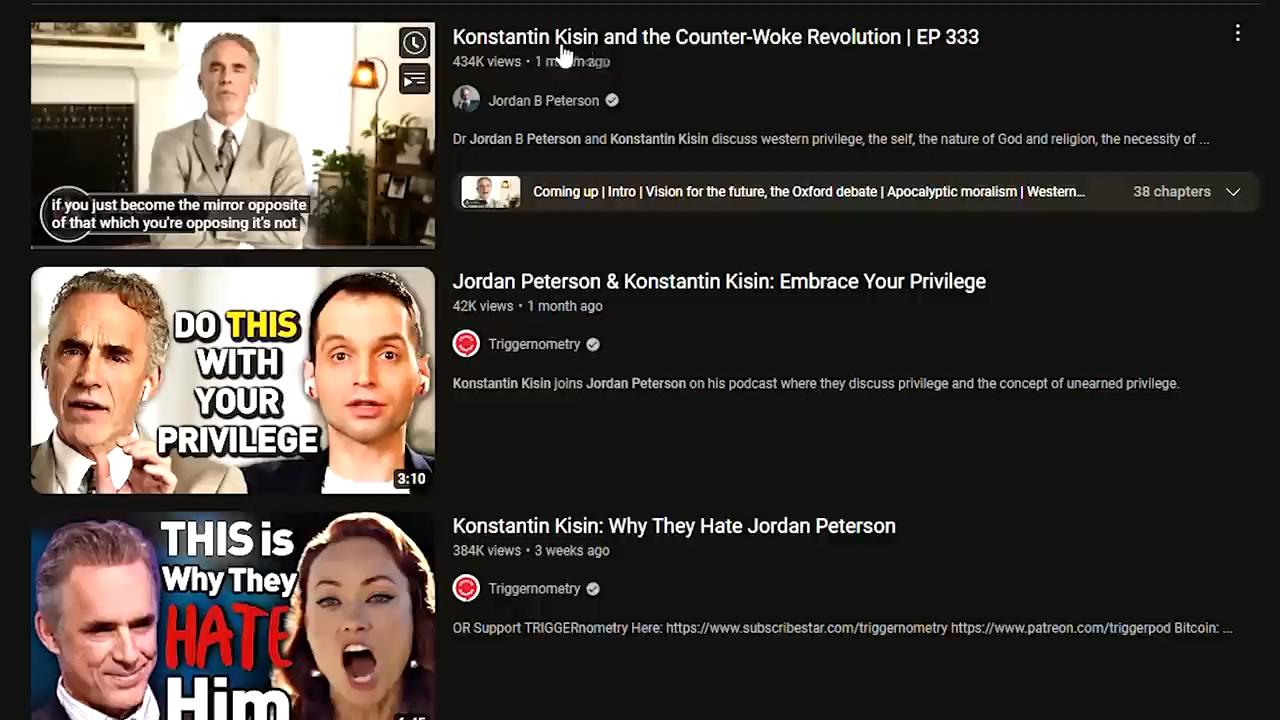 Konstantin Kisin and the Counter-Woke Revolution | EP 333
434K views • 1 month ago
Jordan B Peterson
Dr Jordan B Peterson and Konstantin Kisin discuss western privilege, the self, the nature of God and religion, the necessity of ...
if you just become the mirror opposite
of that which you're opposing it's not
Coming up | Intro | Vision for the future, the Oxford debate | Apocalyptic moralism | Western...
38 chapters
DO THIS
WITH
YOUR
PRIVILEGE
3:10
Jordan Peterson & Konstantin Kisin: Embrace Your Privilege
42K views • 1 month ago
Triggernometry
Konstantin Kisin joins Jordan Peterson on his podcast where they discuss privilege and the concept of unearned privilege.
THIS is
Why They
HATE
Him
Konstantin Kisin: Why They Hate Jordan Peterson
384K views • 3 weeks ago
Triggernometry
OR Support TRIGGERnometry Here: https://www.subscribestar.com/triggernometry https://www.patreon.com/triggerpod Bitcoin: ...